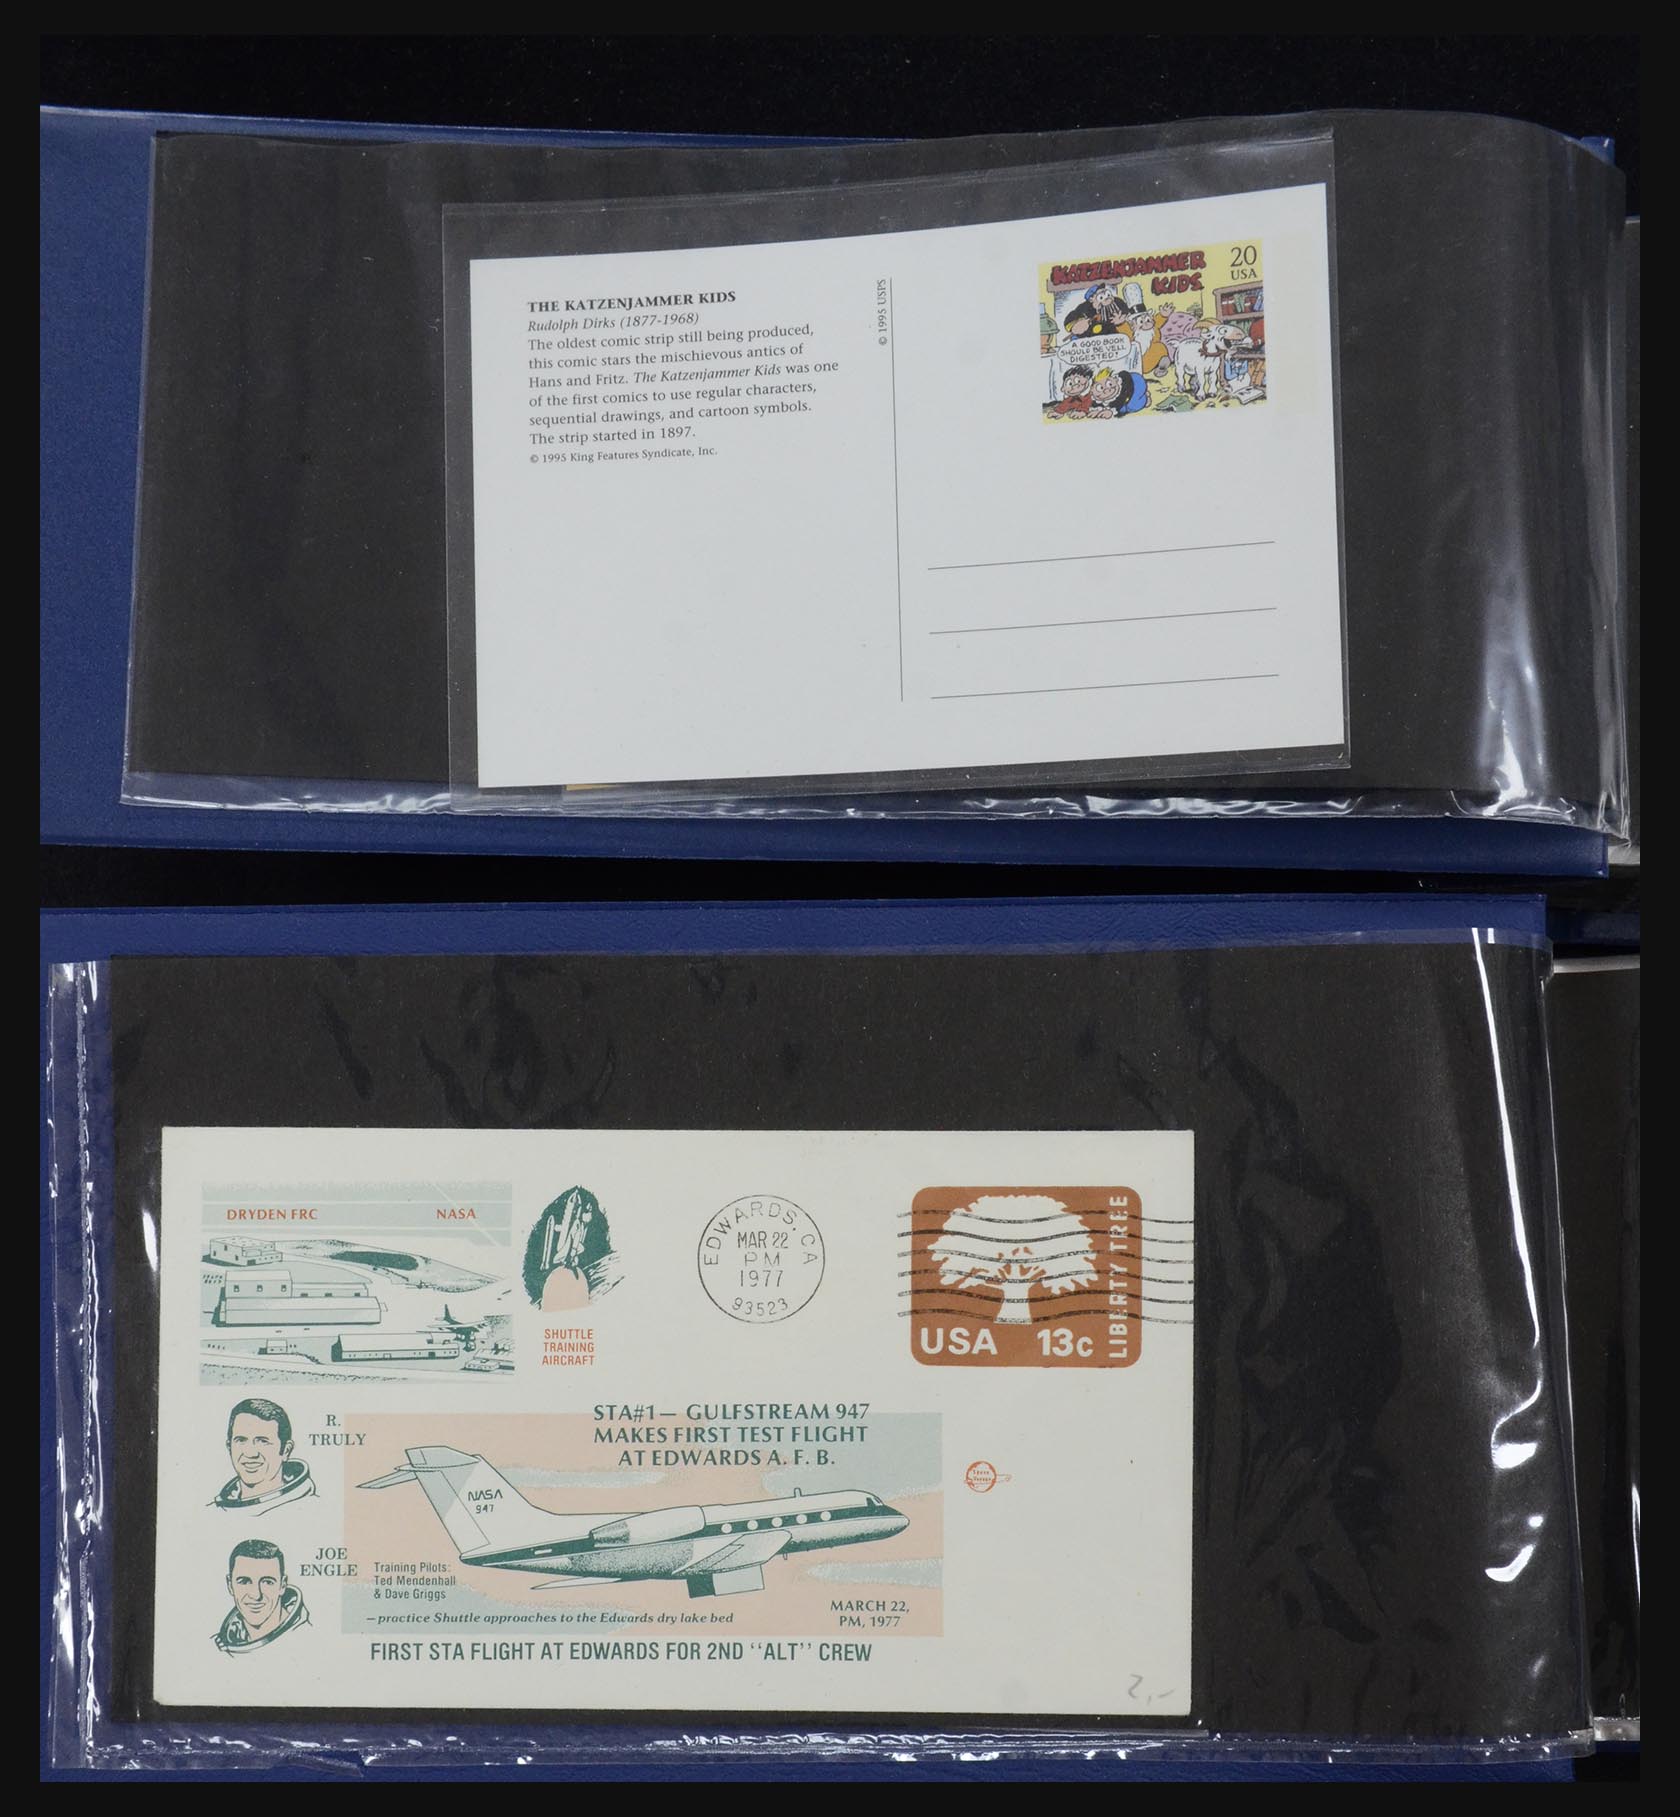 THE KATZENJAMMER KIDS
Rudolph Dirks (1877-1968)
The oldest comic strip still being produced,
this comic stars the mischievous antics of
Hans and Fritz. The Katzenjammer Kids was one
of the first comics to use regular characters,
sequential drawings, and cartoon symbols.
The strip started in 1897.
© 1995 King Features Syndicate, Inc.
© 1995 USPS
KATZENJAMMER
KIDS
20
USA
A GOOD BOOK
SHOULD BE VELL
DIGESTED!
DRYDEN FRC NASA
SHUTTLE
TRAINING
AIRCRAFT
EDWARDS, CA
MAR 22
PM
1977
93523
LIBERTY TREE
USA 13c
R.
TRULY
STA#1— GULFSTREAM 947
MAKES FIRST TEST FLIGHT
AT EDWARDS A. F. B.
NASA
947
JOE
ENGLE
Training Pilots:
Ted Mendenhall
& Dave Griggs
—practice Shuttle approaches to the Edwards dry lake bed
MARCH 22,
PM, 1977
FIRST STA FLIGHT AT EDWARDS FOR 2ND “ALT” CREW
2,-